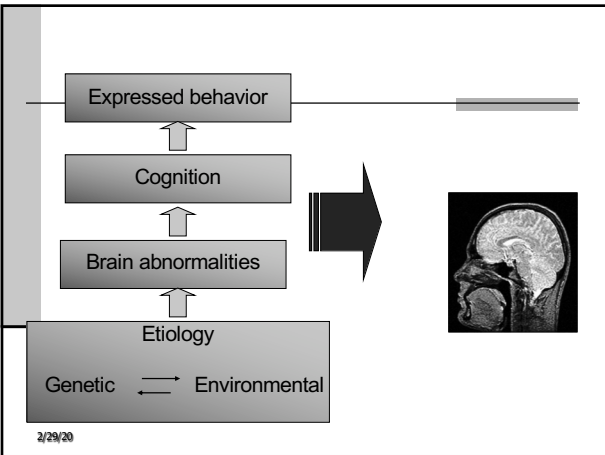 Expressed behavior
Cognition
Brain abnormalities
Etiology
Genetic Environmental
2/29/20